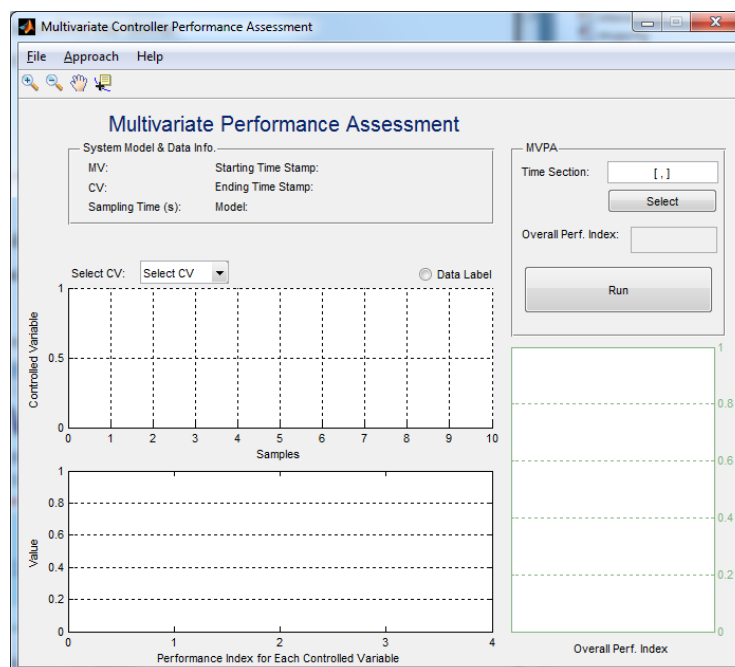 Multivariate Controller Performance Assessment
File Approach Help
Multivariate Performance Assessment
System Model & Data Info.
MV: Starting Time Stamp:
CV: Ending Time Stamp:
Sampling Time (s): Model:
MVPA
Time Section: [ , ]
Select
Overall Perf. Index:
Run
Select CV: Select CV Data Label
Controlled Variable
1
0.5
0
0 1 2 3 4 5 6 7 8 9 10
Samples
Value
1
0.8
0.6
0.4
0.2
0
0 1 2 3 4
Performance Index for Each Controlled Variable
1
0.8
0.6
0.4
0.2
0
Overall Perf. Index